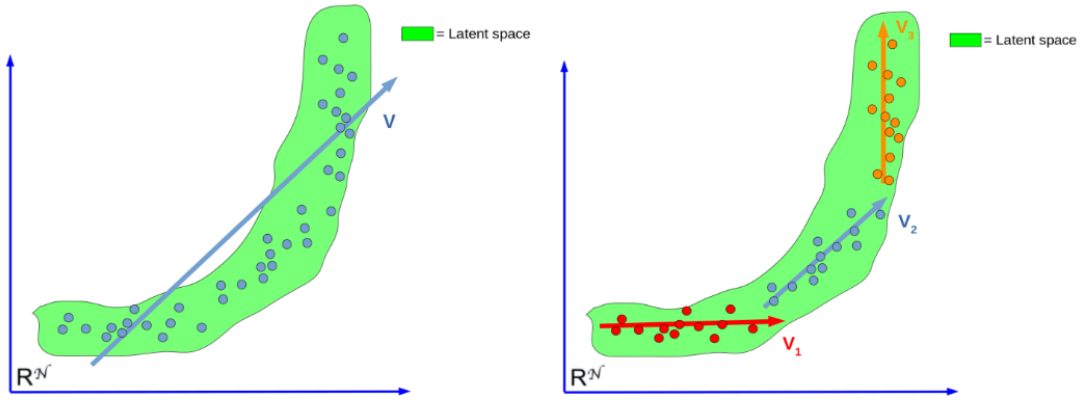 = Latent space
V
R𝒩
V₃
= Latent space
V₂
V₁
R𝒩